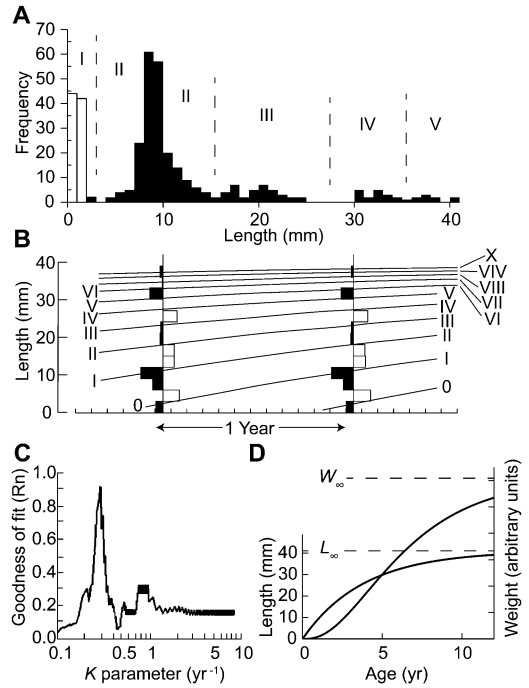 A
Frequency
70
60
50
40
30
20
10
0
I
II
II
III
IV
V
0
10
20
30
40
Length (mm)
B
Length (mm)
40
30
20
10
0
VI
V
IV
III
II
I
0
X
VIV
VIII
VII
VI
V
IV
III
II
I
0
1 Year
C
Goodness of fit (Rn)
1.0
0.8
0.6
0.4
0.2
0.0
0.1
0.5
1
5
10
K parameter (yr⁻¹)
D
W∞
L∞
Length (mm)
40
30
20
10
0
0
5
10
Age (yr)
Weight (arbitrary units)